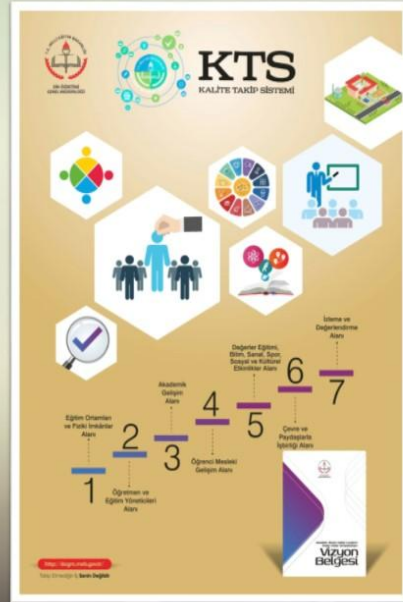 KTS
KALİTE TAKİP SİSTEMİ
İzleme ve
Değerlendirme
Alanı
Değerler Eğitimi,
Bilim, Sanat, Spor,
Sosyal ve Kültürel
Etkinlikler Alanı
Akademik
Gelişim
Alanı
Eğitim Ortamları
ve Fiziki İmkânlar
Alanı
1
2
3
4
5
6
7
Öğretmen ve
Eğitim Yöneticileri
Alanı
Öğrenci Mesleki
Gelişim Alanı
Çevre ve
Paydaşlarla
İşbirliği Alanı
Vizyon
Belgesi